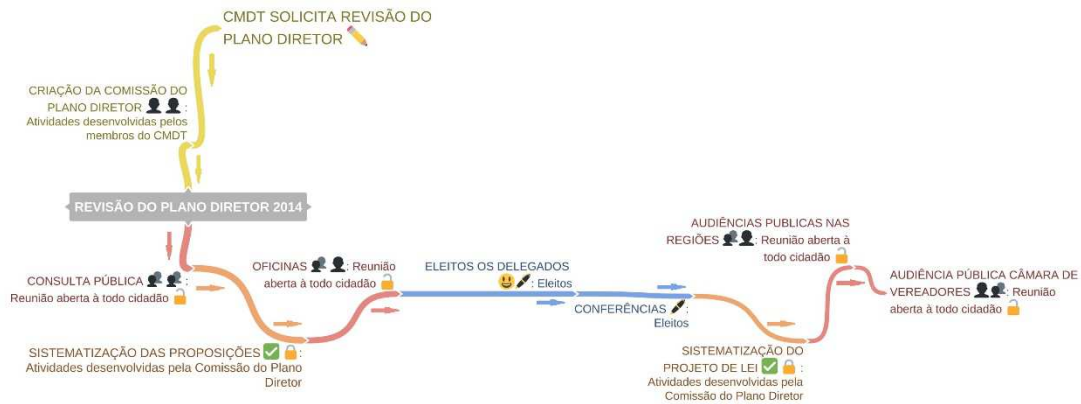 CMDT SOLICITA REVISÃO DO
PLANO DIRETOR ✏️
CRIAÇÃO DA COMISSÃO DO
PLANO DIRETOR 👤👤:
Atividades desenvolvidas pelos
membros do CMDT
REVISÃO DO PLANO DIRETOR 2014
CONSULTA PÚBLICA 👥👥:
Reunião aberta à todo cidadão 🔓
SISTEMATIZAÇÃO DAS PROPOSIÇÕES ✅🔒:
Atividades desenvolvidas pela Comissão do Plano
Diretor
OFICINAS 👥👤: Reunião
aberta à todo cidadão 🔓
ELEITOS OS DELEGADOS
😃🖋: Eleitos
CONFERÊNCIAS 🖋:
Eleitos
SISTEMATIZAÇÃO DO
PROJETO DE LEI ✅🔒:
Atividades desenvolvidas pela
Comissão do Plano Diretor
AUDIÊNCIAS PUBLICAS NAS
REGIÕES 👥👤: Reunião aberta à
todo cidadão 🔓
AUDIÊNCIA PÚBLICA CÂMARA DE
VEREADORES 👤👥: Reunião
aberta à todo cidadão 🔓